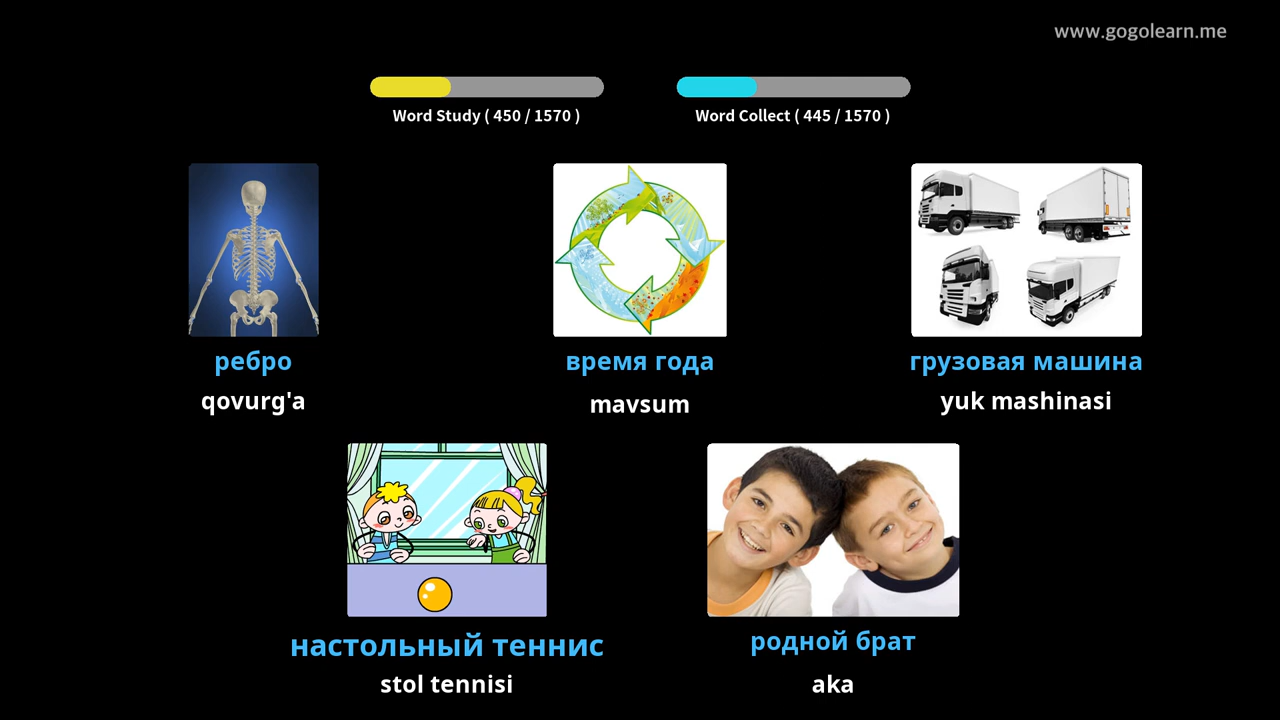 www.gogolearn.me
Word Study ( 450 / 1570 )
Word Collect ( 445 / 1570 )
ребро
qovurg'a
время года
mavsum
грузовая машина
yuk mashinasi
настольный теннис
stol tennisi
родной брат
aka